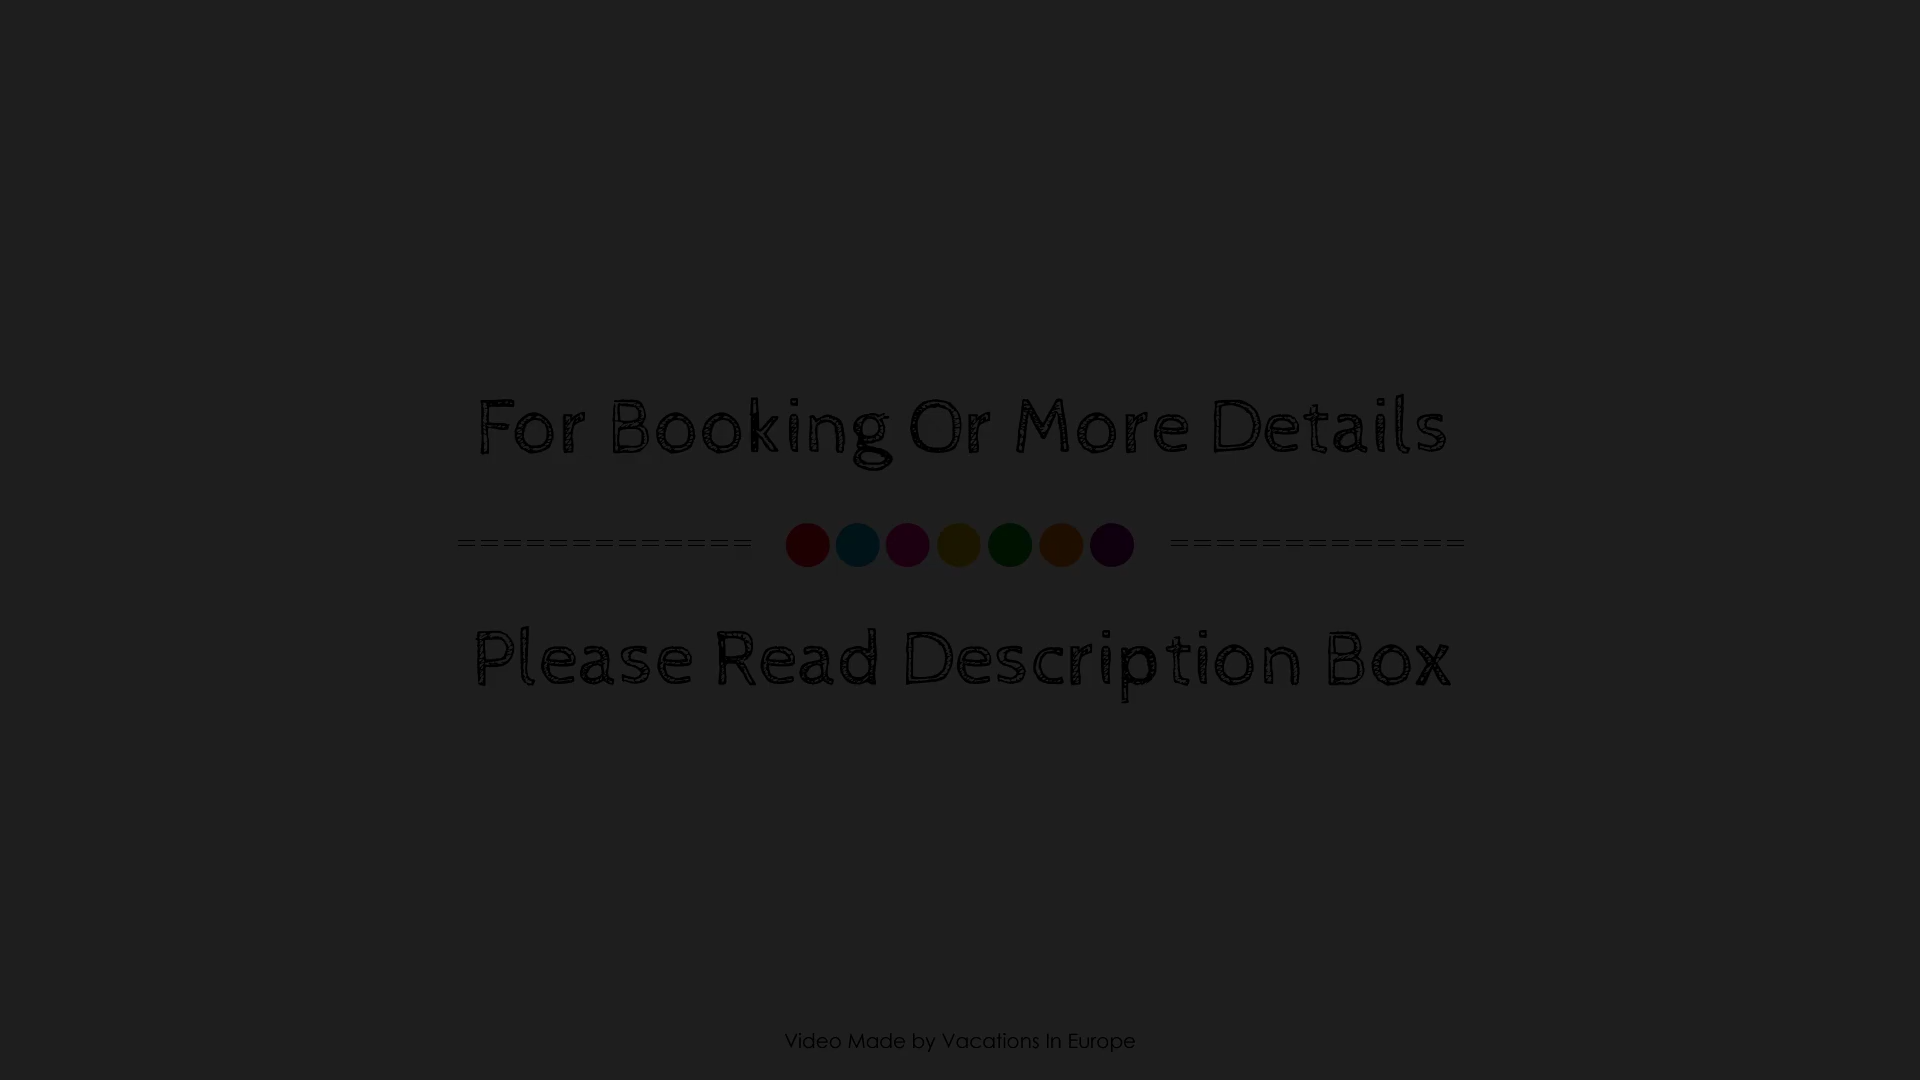 For Booking Or More Details
============= =============
Please Read Description Box
Video Made by Vacations In Europe